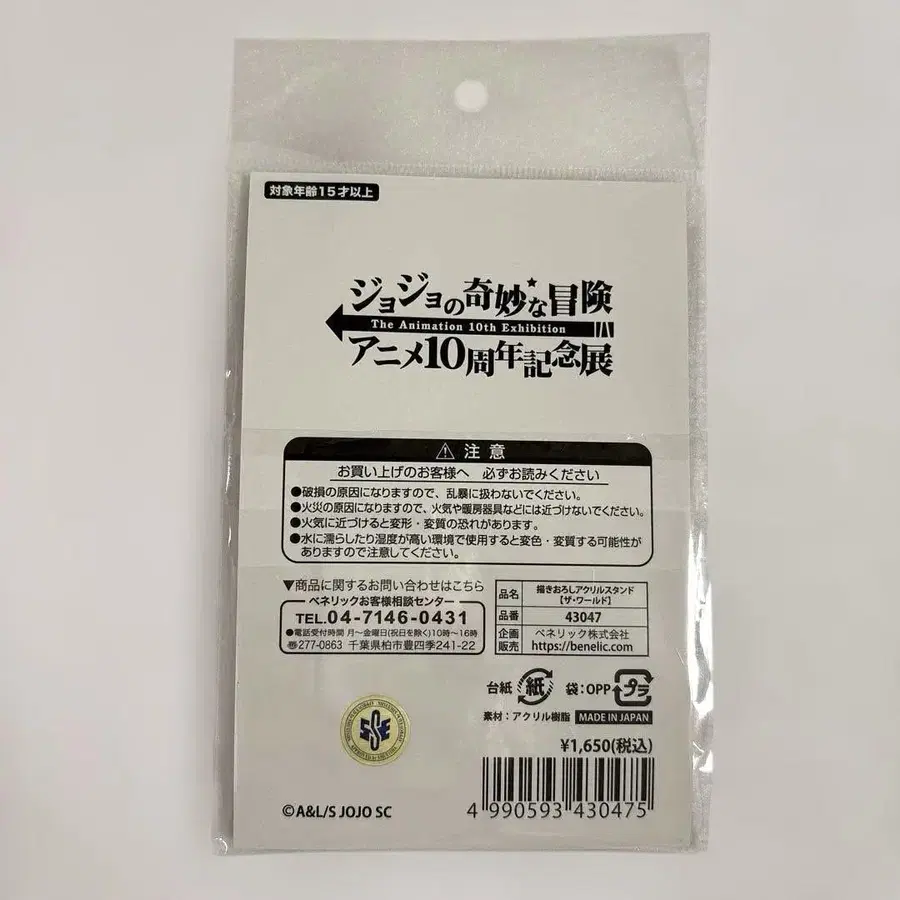 対象年齢15才以上
ジョジョの奇妙な冒険
The Animation 10th Exhibition
アニメ10周年記念展
注意
お買い上げのお客様へ 必ずお読みください
●破損の原因になりますので、乱暴に扱わないでください。
●火災の原因になりますので、火気や暖房器具などには近づけないでください。
●火気に近づけると変形・変質の恐れがあります。
●水に濡らしたり湿度が高い環境で使用すると変色・変質する可能性が
ありますので注意してください。
▼商品に関するお問い合わせはこちら
ベネリックお客様相談センター
TEL.04-7146-0431
●電話受付時間 月〜金曜日(祝日を除く)10時〜16時
〠277-0863 千葉県柏市豊四季241-22
品名 描きおろしアクリルスタンド
【ザ・ワールド】
品番 43047
企画 販売 ベネリック株式会社
https://benelic.com/
台紙 紙 袋:OPP プラ
素材:アクリル樹脂 MADE IN JAPAN
¥1,650(税込)
SSE
4 990593 430475
©A&L/S JOJO SC